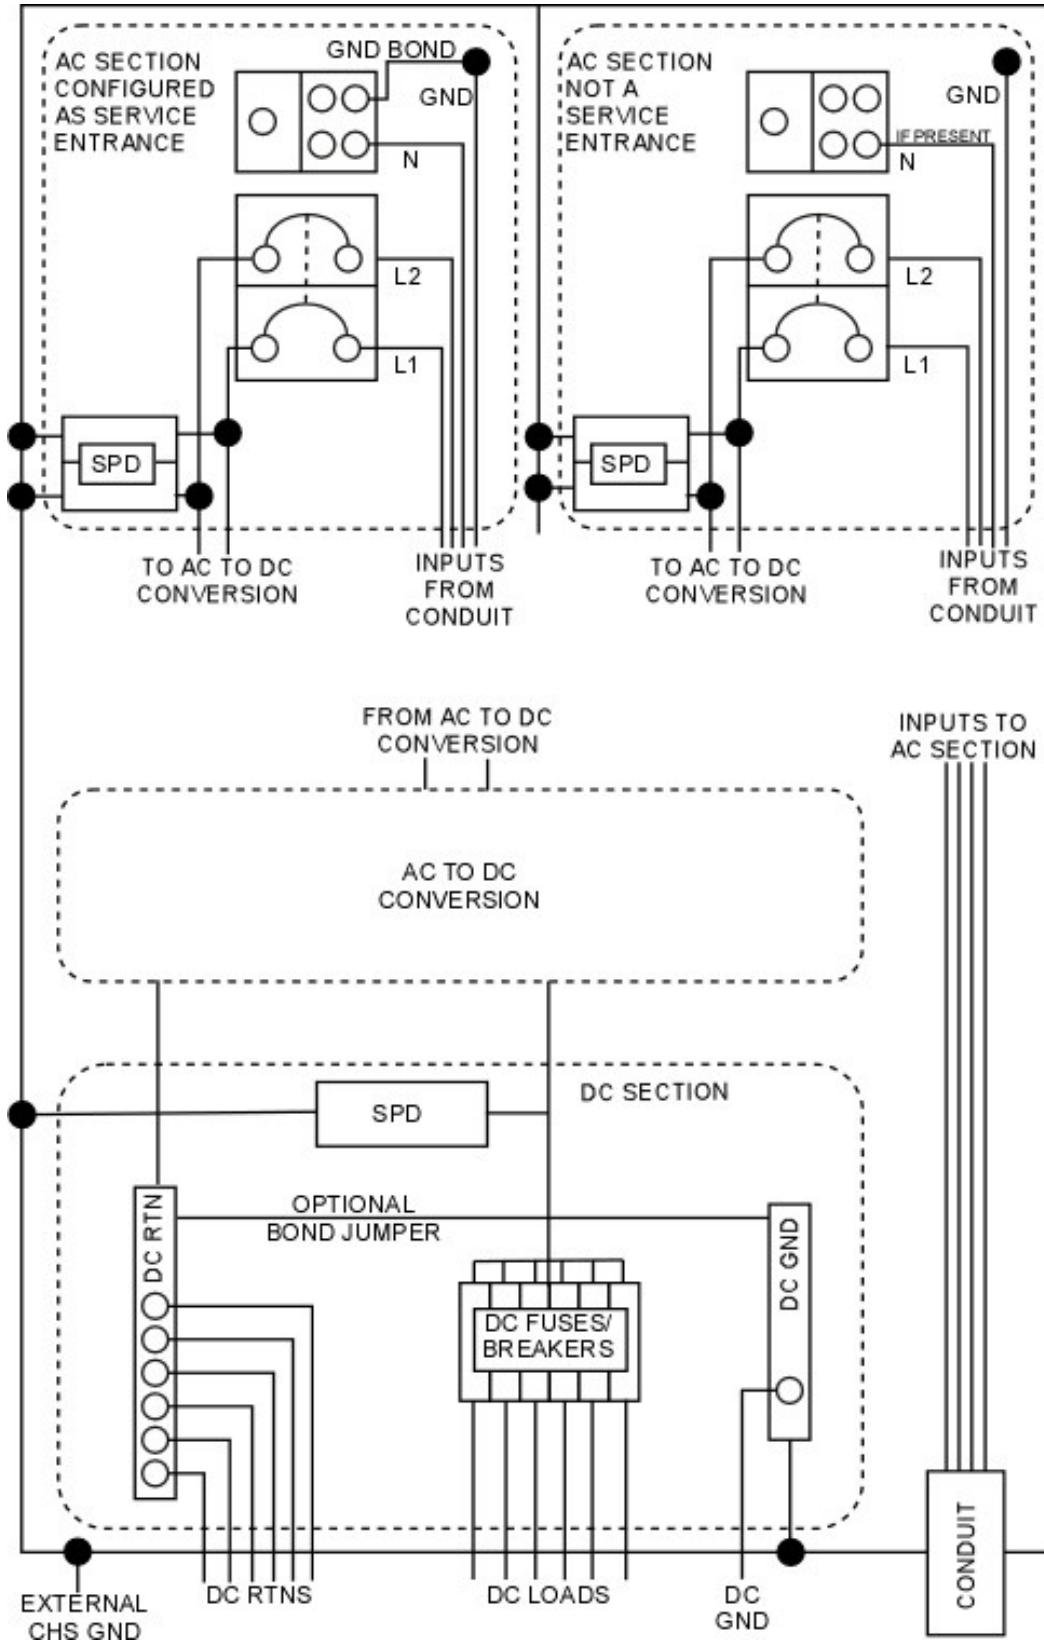 AC SECTION
CONFIGURED
AS SERVICE
ENTRANCE
GND BOND
GND
N
L2
L1
SPD
TO AC TO DC
CONVERSION
INPUTS
FROM
CONDUIT
AC SECTION
NOT A
SERVICE
ENTRANCE
GND
IF PRESENT
N
L2
L1
SPD
TO AC TO DC
CONVERSION
INPUTS
FROM
CONDUIT
FROM AC TO DC
CONVERSION
INPUTS TO
AC SECTION
AC TO DC
CONVERSION
DC SECTION
SPD
OPTIONAL
BOND JUMPER
DC RTN
DC GND
DC FUSES/
BREAKERS
CONDUIT
EXTERNAL
CHS GND
DC RTNS
DC LOADS
DC
GND